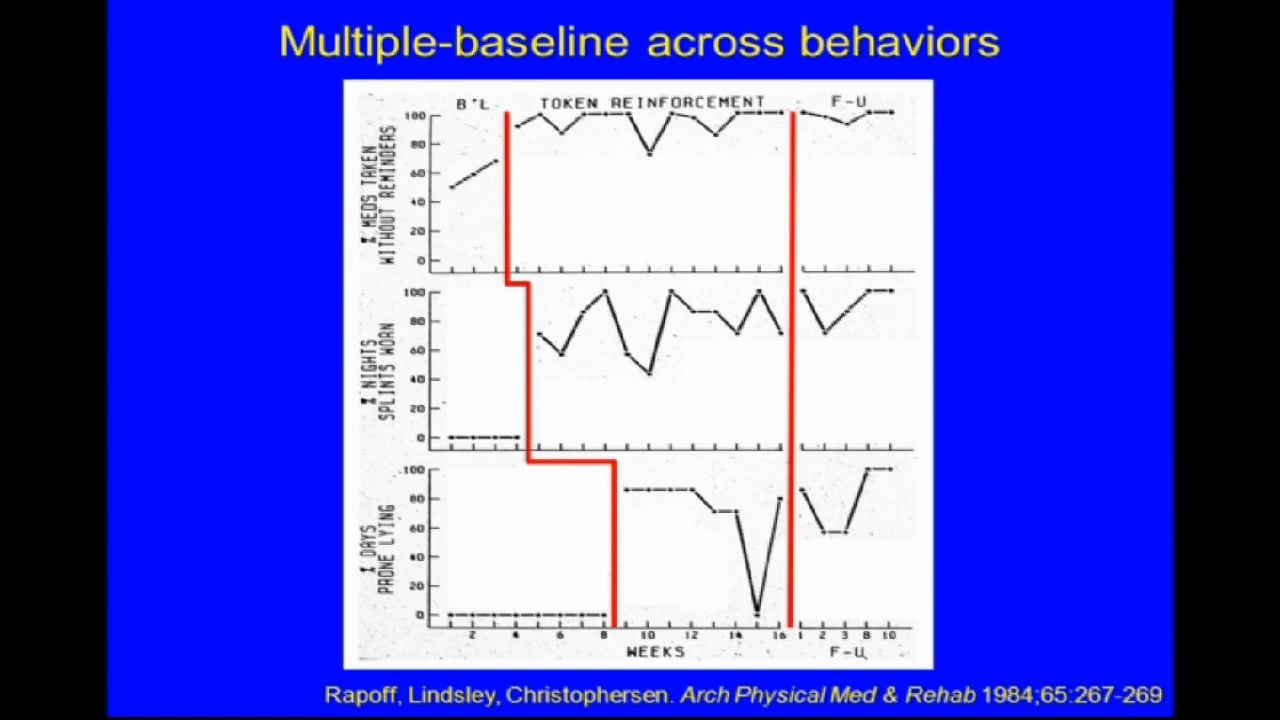 Multiple-baseline across behaviors
B'L TOKEN REINFORCEMENT F-U
% MEDS TAKEN
WITHOUT REMINDERS
100
80
60
40
20
0
% NIGHTS
SPLINTS WORN
100
80
60
40
20
0
% DAYS
PRONE LYING
100
80
60
40
20
0
2 4 6 8 10 12 14 16 1 2 3 8 10
WEEKS F-U
Rapoff, Lindsley, Christophersen. Arch Physical Med & Rehab 1984;65:267-269